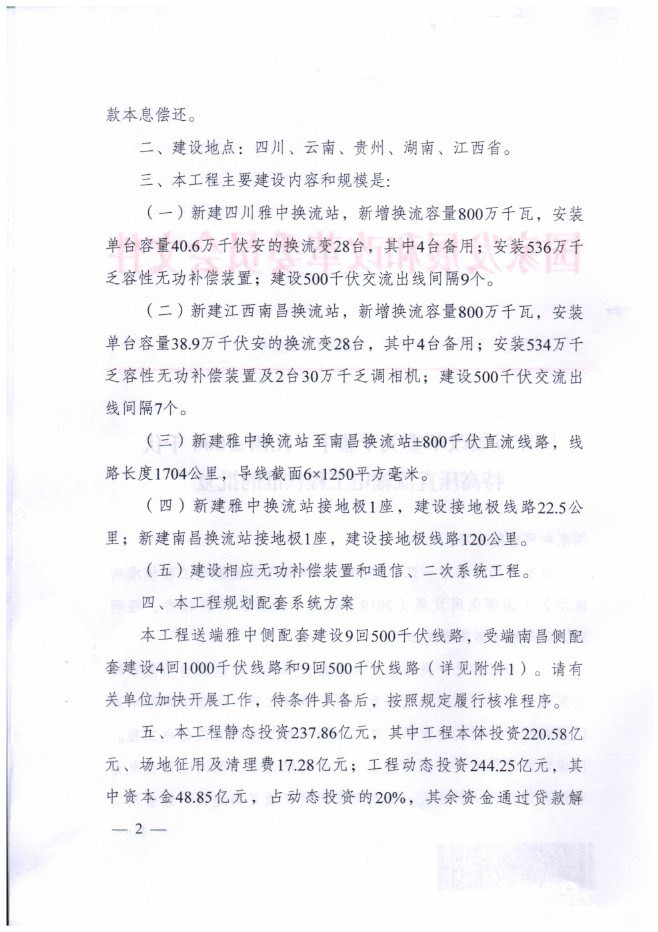 款本息偿还。
二、建设地点：四川、云南、贵州、湖南、江西省。
三、本工程主要建设内容和规模是：
（一）新建四川雅中换流站，新增换流容量800万千瓦，安装
单台容量40.6万千伏安的换流变28台，其中4台备用；安装536万千
乏容性无功补偿装置；建设500千伏交流出线间隔9个。
（二）新建江西南昌换流站，新增换流容量800万千瓦，安装
单台容量38.9万千伏安的换流变28台，其中4台备用；安装534万千
乏容性无功补偿装置及2台30万千乏调相机；建设500千伏交流出
线间隔7个。
（三）新建雅中换流站至南昌换流站±800千伏直流线路，线
路长度1704公里，导线截面6×1250平方毫米。
（四）新建雅中换流站接地极1座，建设接地极线路22.5公
里；新建南昌换流站接地极1座，建设接地极线路120公里。
（五）建设相应无功补偿装置和通信、二次系统工程。
四、本工程规划配套系统方案
本工程送端雅中侧配套建设9回500千伏线路，受端南昌侧配
套建设4回1000千伏线路和9回500千伏线路（详见附件1）。请有
关单位加快开展工作，待条件具备后，按照规定履行核准程序。
五、本工程静态投资237.86亿元，其中工程本体投资220.58亿
元、场地征用及清理费17.28亿元；工程动态投资244.25亿元，其
中资本金48.85亿元，占动态投资的20%，其余资金通过贷款解
— 2 —